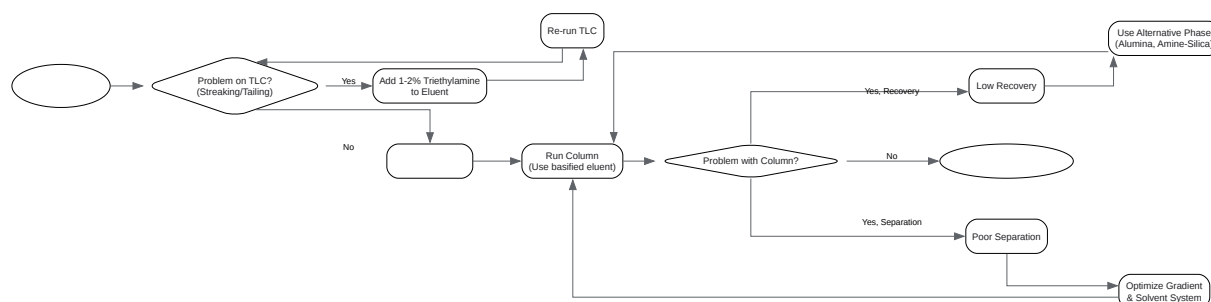 Re-run TLC
Use Alternative Phase
(Alumina, Amine-Silica)
Problem on TLC?
(Streaking/Tailing)
Yes
Add 1-2% Triethylamine
to Eluent
Yes, Recovery
Low Recovery
No
Run Column
(Use basified eluent)
Problem with Column?
No
Yes, Separation
Poor Separation
Optimize Gradient
& Solvent System